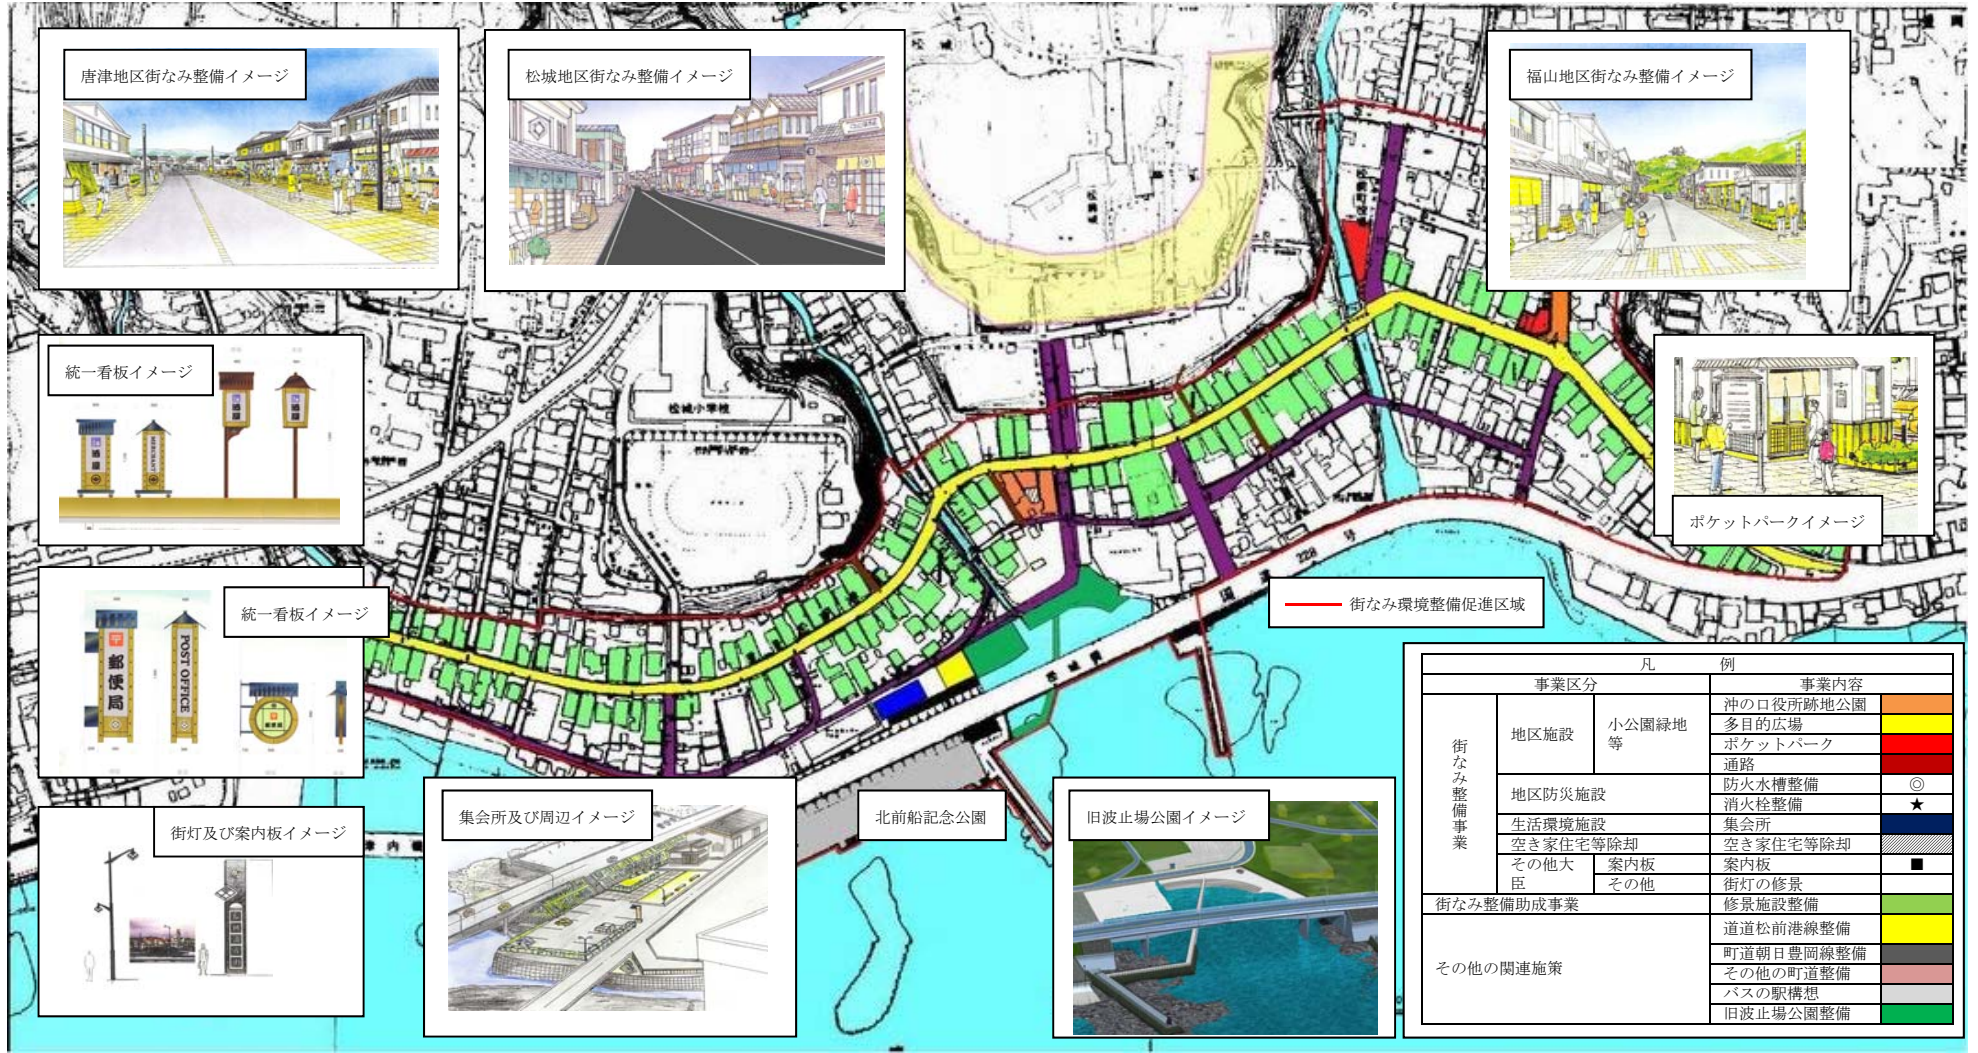 唐津地区街なみ整備イメージ
松城地区街なみ整備イメージ
福山地区街なみ整備イメージ
統一看板イメージ
MERCHANT
松城小学校
ポケットパークイメージ
統一看板イメージ
郵便局
POST OFFICE
228号
街なみ環境整備促進区域
街灯及び案内板イメージ
集会所及び周辺イメージ
北前船記念公園
旧波止場公園イメージ
凡 例
事業区分 事業内容
街なみ整備事業
地区施設 小公園緑地等
沖の口役所跡地公園
多目的広場
ポケットパーク
通路
地区防災施設 防火水槽整備 ◎
消火栓整備 ★
生活環境施設 集会所
空き家住宅等除却 空き家住宅等除却
その他大臣 案内板 案内板 ■
その他 街灯の修景
街なみ整備助成事業 修景施設整備
その他の関連施策
道道松前港線整備
町道朝日豊岡線整備
その他の町道整備
バスの駅構想
旧波止場公園整備